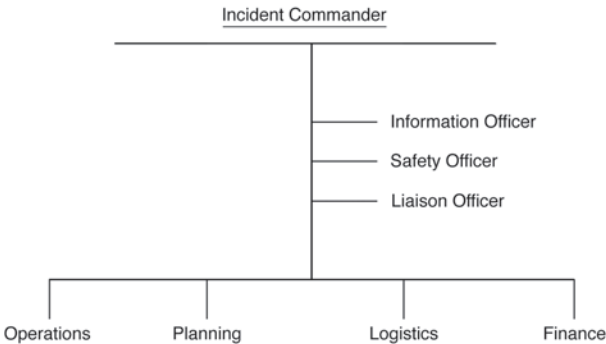 Incident Commander
Information Officer
Safety Officer
Liaison Officer
Operations Planning Logistics Finance